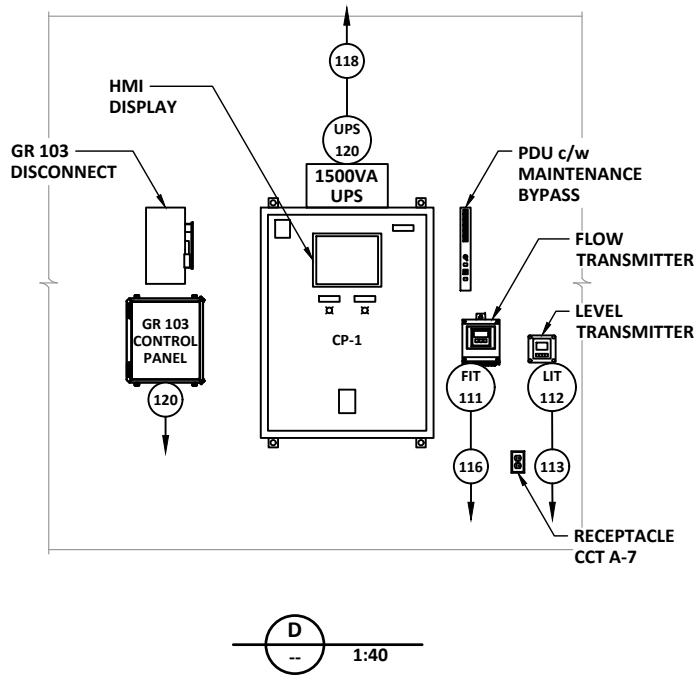 118
HMI
DISPLAY
UPS
120
GR 103
DISCONNECT
1500VA
UPS
PDU c/w
MAINTENANCE
BYPASS
FLOW
TRANSMITTER
LEVEL
TRANSMITTER
GR 103
CONTROL
PANEL
CP-1
FIT
111
LIT
112
120
116
113
RECEPTACLE
CCT A-7
D
--
1:40